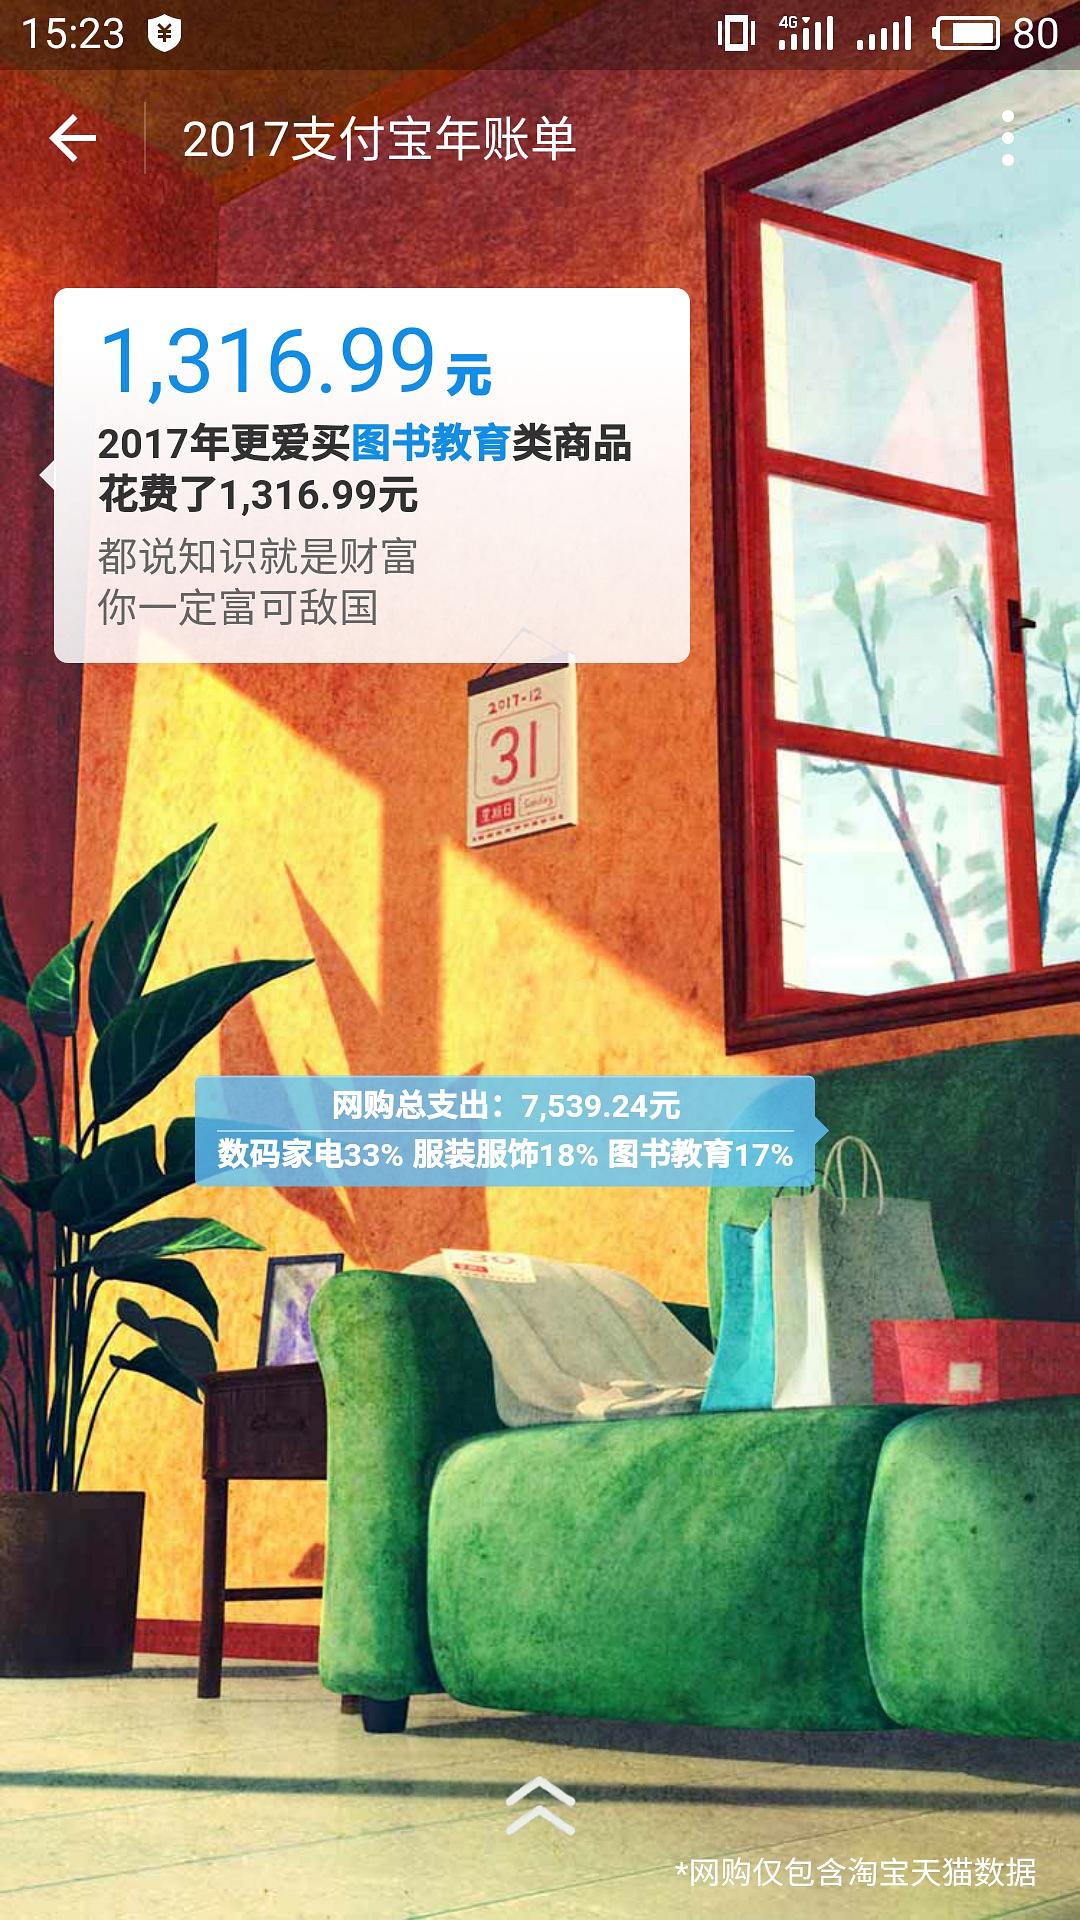 15:23
4G
80
2017支付宝年账单
1,316.99元
2017年更爱买图书教育类商品
花费了1,316.99元
都说知识就是财富
你一定富可敌国
2017-12
31
星期日 Sunday
网购总支出：7,539.24元
数码家电33% 服装服饰18% 图书教育17%
30
*网购仅包含淘宝天猫数据